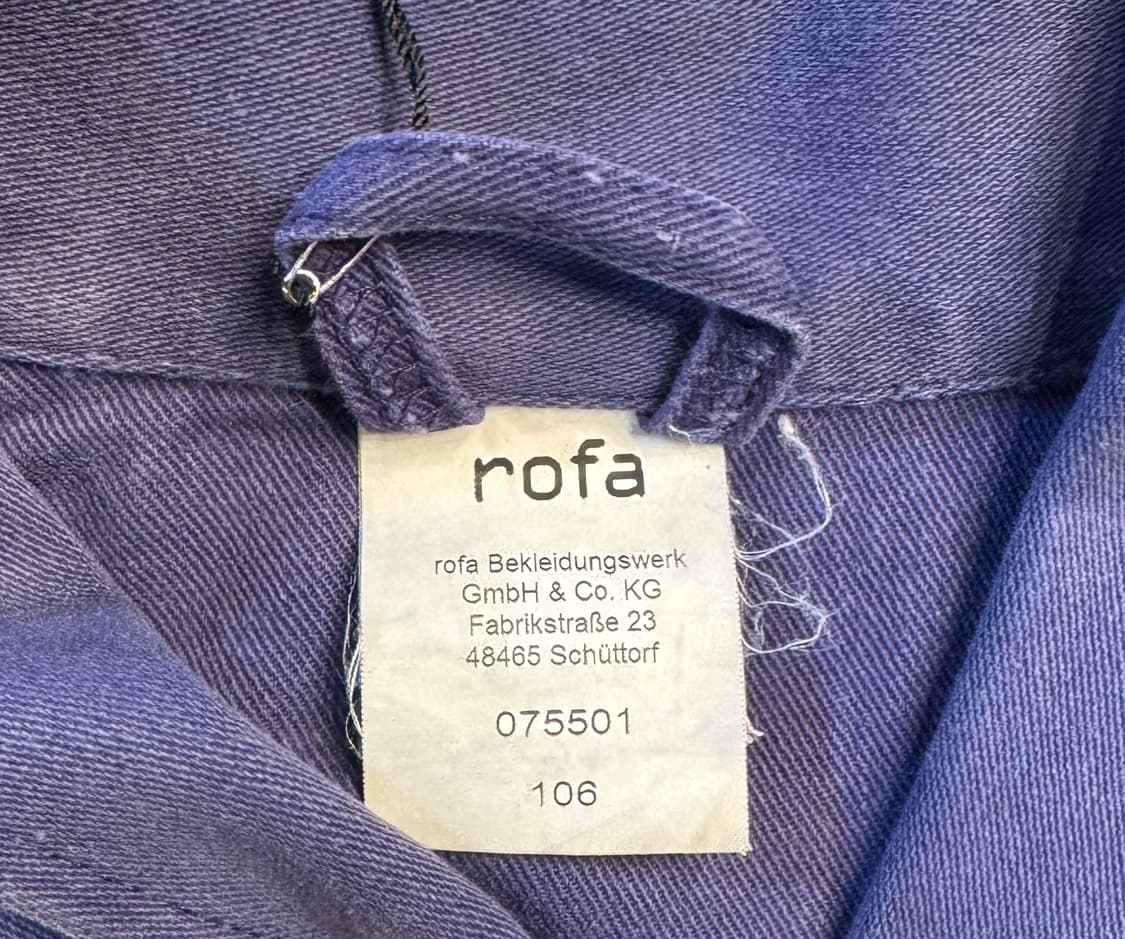 rofa
rofa Bekleidungswerk
GmbH & Co. KG
Fabrikstraße 23
48465 Schüttorf
075501
106